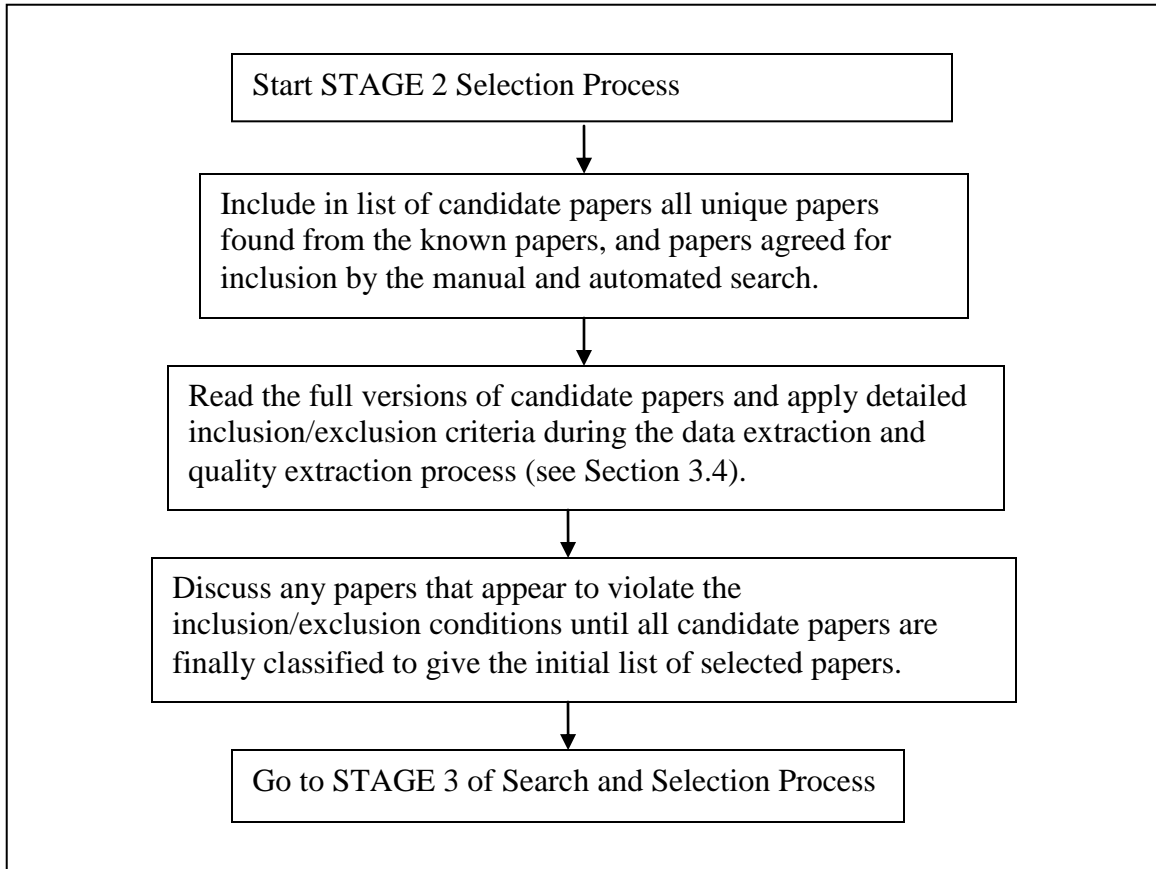 Start STAGE 2 Selection Process
Include in list of candidate papers all unique papers
found from the known papers, and papers agreed for
inclusion by the manual and automated search.
Read the full versions of candidate papers and apply detailed
inclusion/exclusion criteria during the data extraction and
quality extraction process (see Section 3.4).
Discuss any papers that appear to violate the
inclusion/exclusion conditions until all candidate papers are
finally classified to give the initial list of selected papers.
Go to STAGE 3 of Search and Selection Process